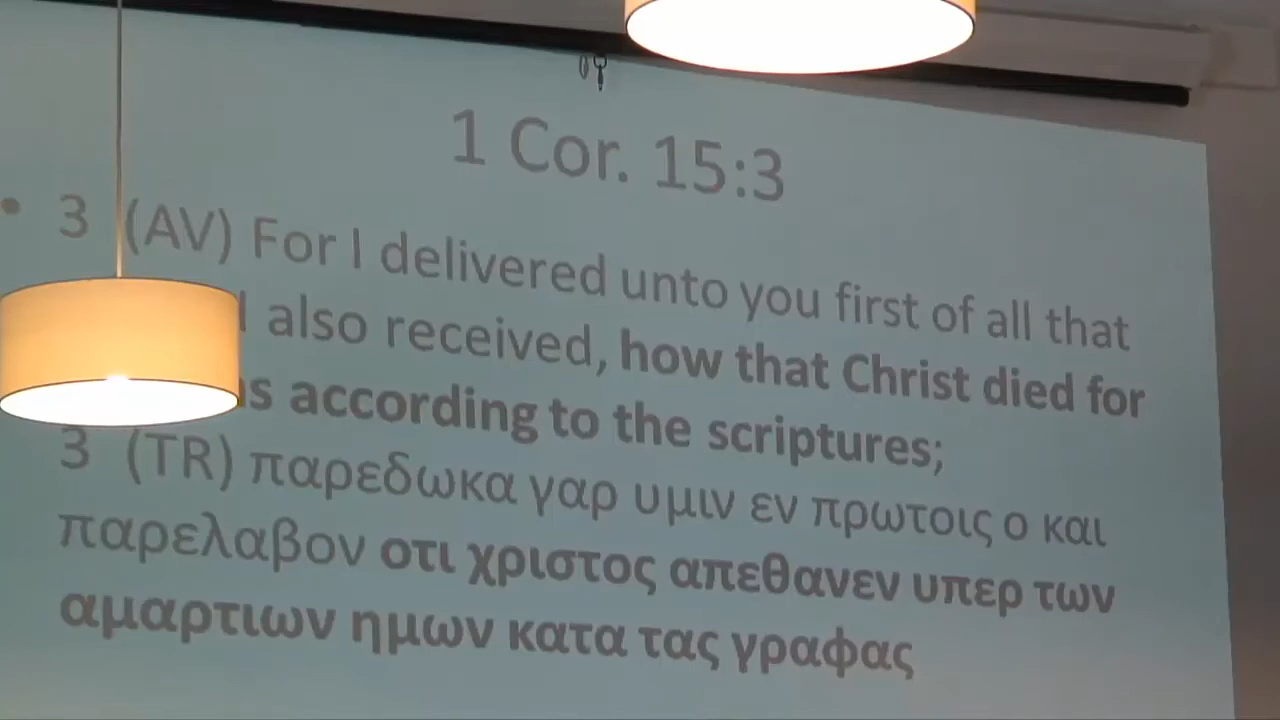 1 Cor. 15:3
• 3 (AV) For I delivered unto you first of all that
I also received, how that Christ died for
s according to the scriptures;
3 (TR) παρεδωκα γαρ υμιν εν πρωτοις ο και
παρελαβον οτι χριστος απεθανεν υπερ των
αμαρτιων ημων κατα τας γραφας